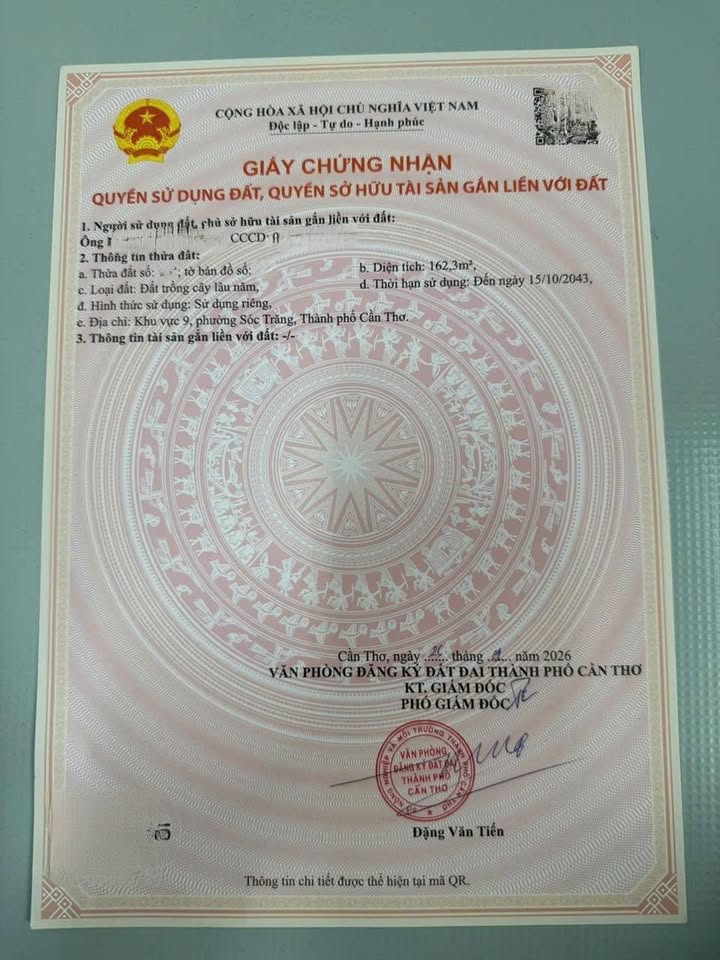 CỘNG HÒA XÃ HỘI CHỦ NGHĨA VIỆT NAM
Độc lập - Tự do - Hạnh phúc
GIẤY CHỨNG NHẬN
QUYỀN SỬ DỤNG ĐẤT, QUYỀN SỞ HỮU TÀI SẢN GẮN LIỀN VỚI ĐẤT
1. Người sử dụng đất, chủ sở hữu tài sản gắn liền với đất:
Ông CCCD
2. Thông tin thửa đất:
a. Thửa đất số: ; tờ bản đồ số: b. Diện tích: 162,3m²,
c. Loại đất: Đất trồng cây lâu năm, d. Thời hạn sử dụng: Đến ngày 15/10/2043,
đ. Hình thức sử dụng: Sử dụng riêng,
e. Địa chỉ: Khu vực 9, phường Sóc Trăng, Thành phố Cần Thơ.
3. Thông tin tài sản gắn liền với đất: -/-
Cần Thơ, ngày tháng năm 2026
VĂN PHÒNG ĐĂNG KÝ ĐẤT ĐAI THÀNH PHỐ CẦN THƠ
KT. GIÁM ĐỐC
PHÓ GIÁM ĐỐC
VĂN PHÒNG
ĐĂNG KÝ ĐẤT ĐAI
THÀNH PHỐ
CẦN THƠ
Đặng Văn Tiến
Thông tin chi tiết được thể hiện tại mã QR.